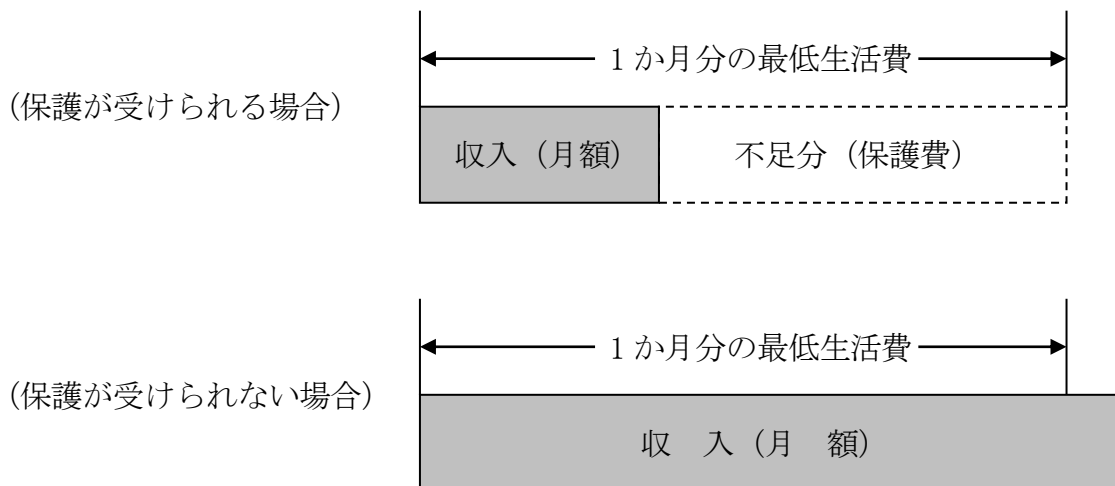 1か月分の最低生活費
(保護が受けられる場合)
収入(月額)
不足分(保護費)
1か月分の最低生活費
(保護が受けられない場合)
収 入(月 額)